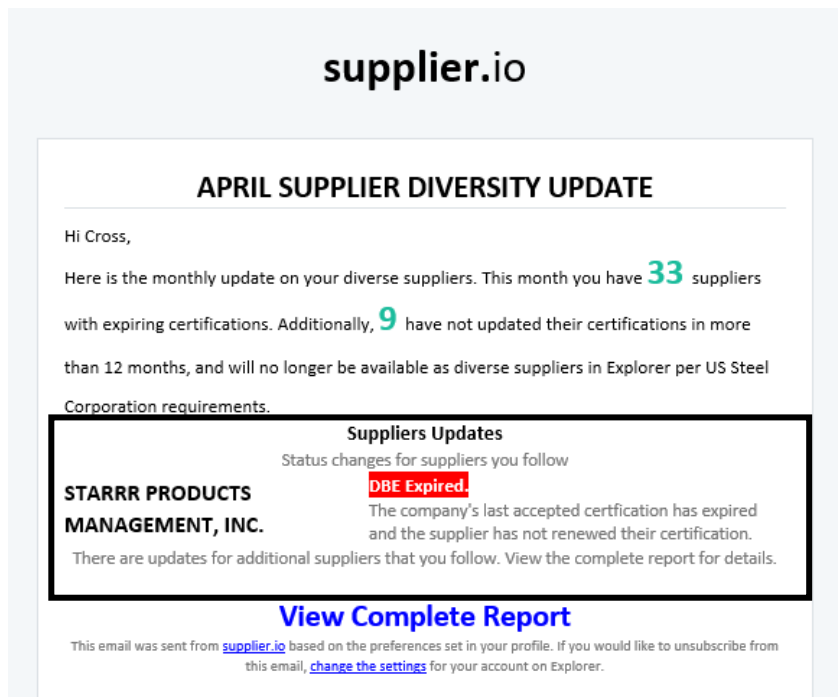 supplier.io
APRIL SUPPLIER DIVERSITY UPDATE
Hi Cross,
Here is the monthly update on your diverse suppliers. This month you have 33 suppliers
with expiring certifications. Additionally, 9 have not updated their certifications in more
than 12 months, and will no longer be available as diverse suppliers in Explorer per US Steel
Corporation requirements.
Suppliers Updates
Status changes for suppliers you follow
STARRR PRODUCTS
MANAGEMENT, INC.
DBE Expired.
The company's last accepted certfication has expired
and the supplier has not renewed their certification.
There are updates for additional suppliers that you follow. View the complete report for details.
View Complete Report
This email was sent from supplier.io based on the preferences set in your profile. If you would like to unsubscribe from
this email, change the settings for your account on Explorer.